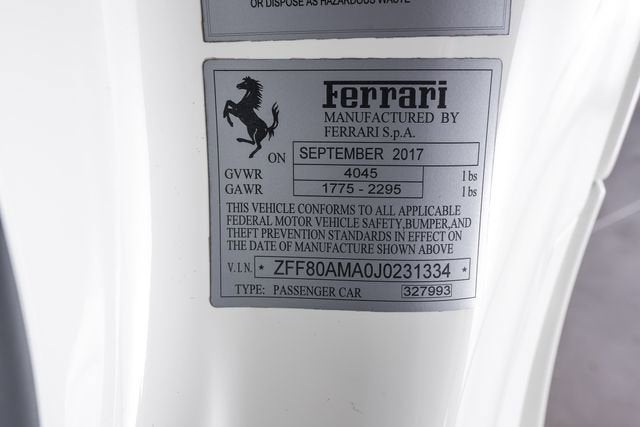 OR DISPOSE AS HAZARDOUS WASTE
Ferrari
MANUFACTURED BY
FERRARI S.p.A.
ON SEPTEMBER 2017
GVWR 4045 lbs
GAWR 1775 - 2295 lbs
THIS VEHICLE CONFORMS TO ALL APPLICABLE
FEDERAL MOTOR VEHICLE SAFETY,BUMPER,AND
THEFT PREVENTION STANDARDS IN EFFECT ON
THE DATE OF MANUFACTURE SHOWN ABOVE
V.I.N. * ZFF80AMA0J0231334 *
TYPE: PASSENGER CAR 327993